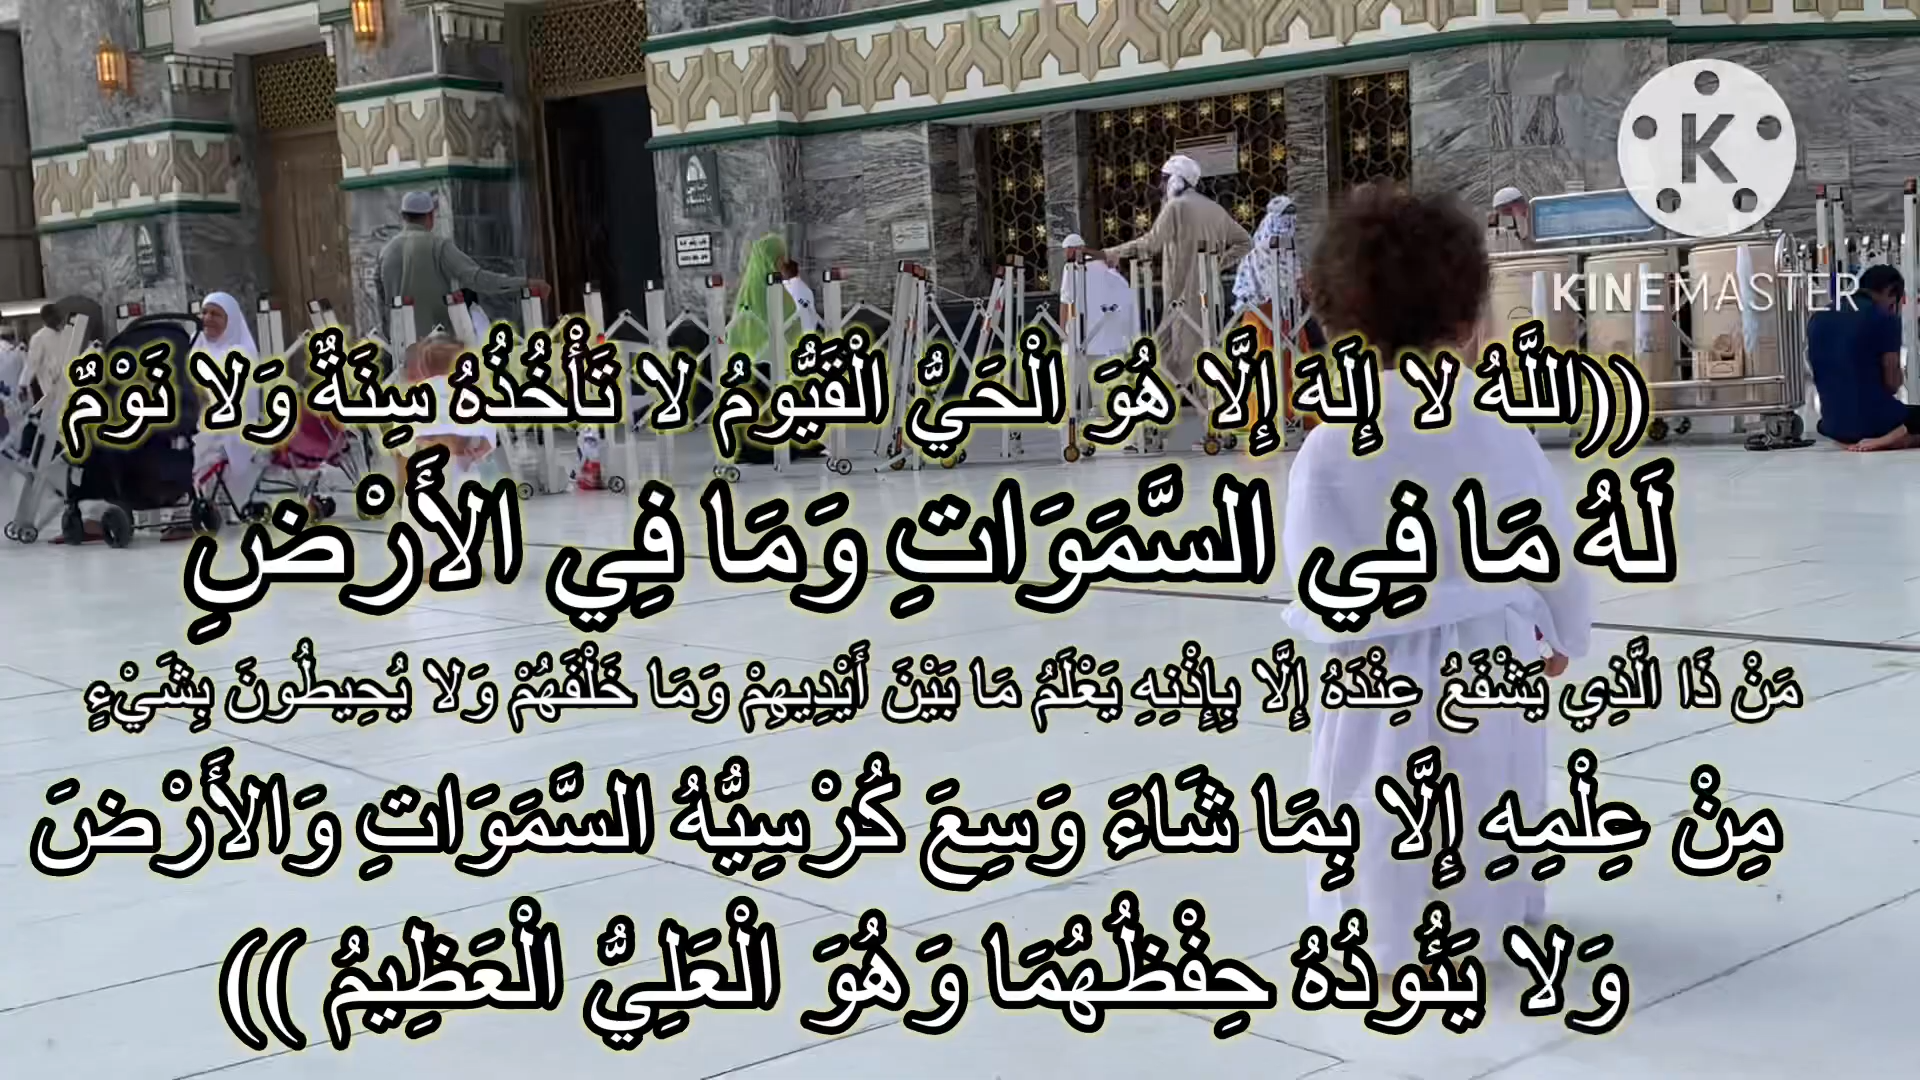 KINEMASTER
((اللَّهُ لا إِلَهَ إِلَّا هُوَ الْحَيُّ الْقَيُّومُ لا تَأْخُذُهُ سِنَةٌ وَلا نَوْمٌ
لَهُ مَا فِي السَّمَوَاتِ وَمَا فِي الأَرْضِ
مَنْ ذَا الَّذِي يَشْفَعُ عِنْدَهُ إِلَّا بِإِذْنِهِ يَعْلَمُ مَا بَيْنَ أَيْدِيهِمْ وَمَا خَلْفَهُمْ وَلا يُحِيطُونَ بِشَيْءٍ
مِنْ عِلْمِهِ إِلَّا بِمَا شَاءَ وَسِعَ كُرْسِيُّهُ السَّمَوَاتِ وَالأَرْضَ
وَلا يَئُودُهُ حِفْظُهُمَا وَهُوَ الْعَلِيُّ الْعَظِيمُ ))